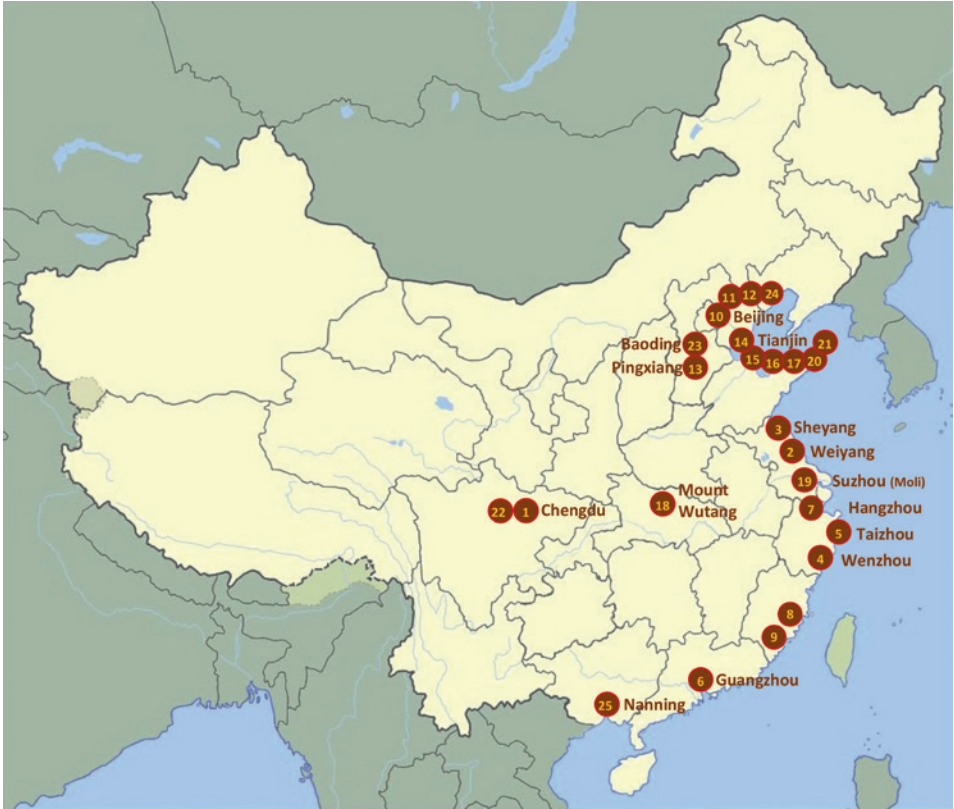 11 12 24
10 Beijing
14 Tianjin 21
Baoding 23
15 16 17 20
Pingxiang 13
3 Sheyang
2 Weiyang
19 Suzhou (Moli)
Mount
18 Wutang
7 Hangzhou
22 1 Chengdu
5 Taizhou
4 Wenzhou
8
9
6 Guangzhou
25 Nanning